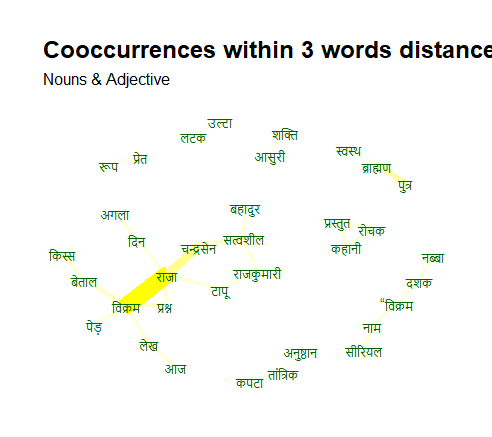 Cooccurrences within 3 words distance
Nouns & Adjective
उल्टा
लटक
शक्ति
स्वस्थ
रूप
प्रेत
आसुरी
ब्राह्मण
पुत्र
अगला
बहादुर
प्रस्तुत
रोचक
दिन
सत्वशील
किस्स
चन्द्रसेन
कहानी
नब्बा
बेताल
राजा
राजकुमारी
दशक
टापू
विक्रम
प्रश्न
“विक्रम
पेड़
नाम
लेख
अनुष्ठान
सीरियल
आज
कपटा
तांत्रिक